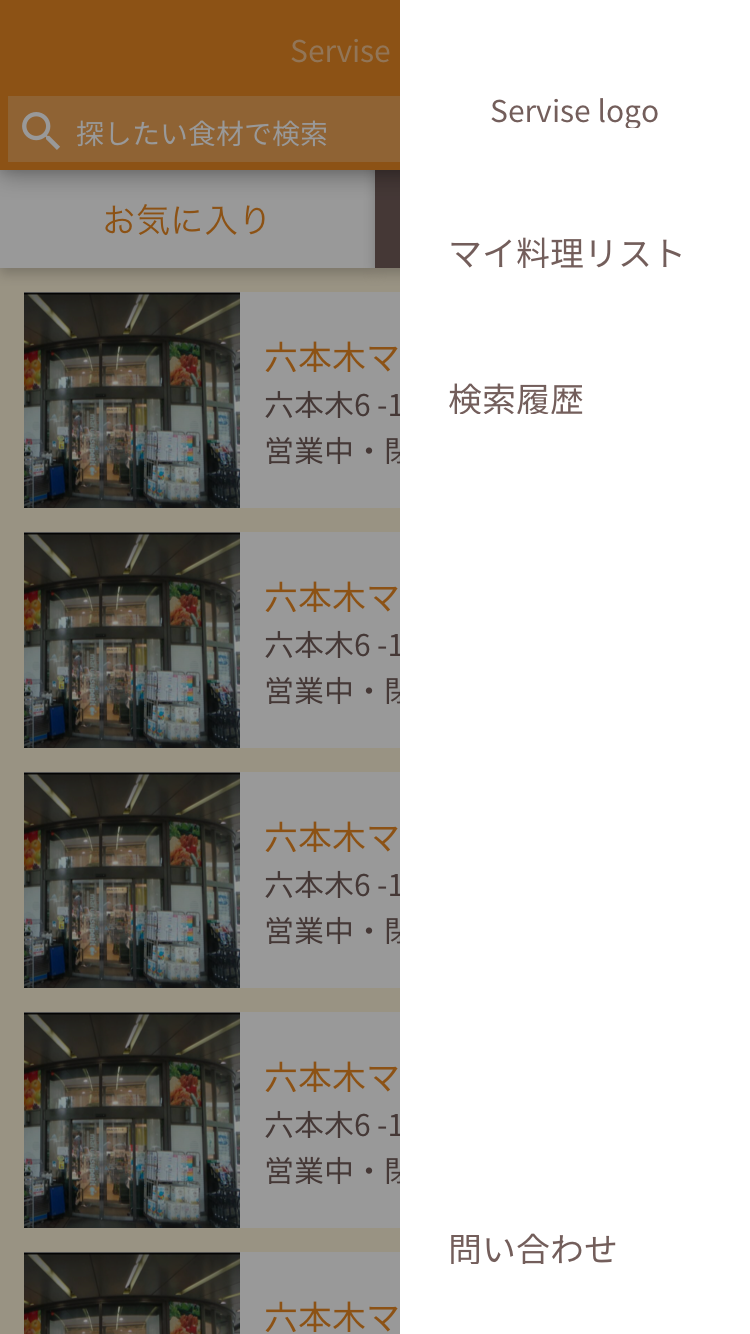 Servise
探したい食材で検索
お気に入り
六本木マ
六本木6 -1
営業中・
六本木マ
六本木6 -1
営業中・
六本木マ
六本木6 -1
営業中・
六本木マ
六本木6 -1
営業中・
六本木マ
Servise logo
マイ料理リスト
検索履歴
問い合わせ